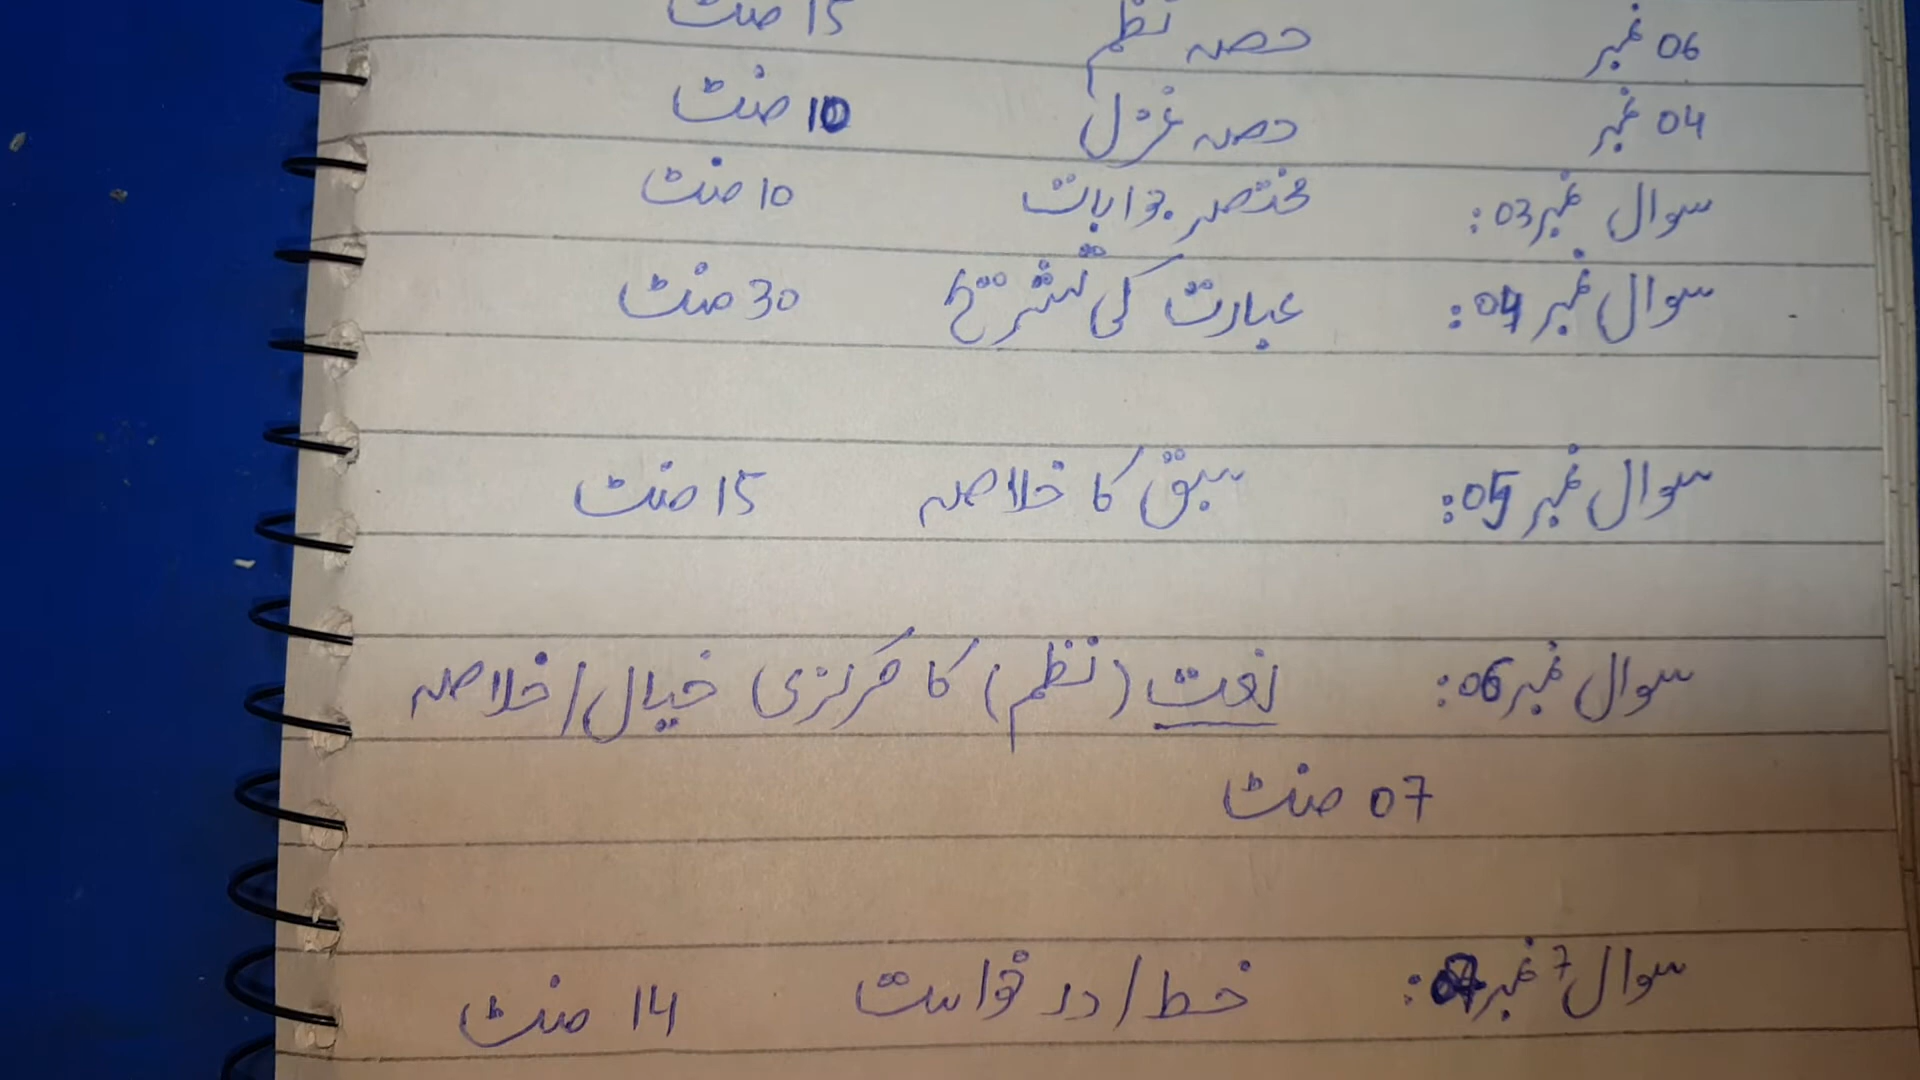 06 نمبر حصہ نظم 15 منٹ
04 نمبر حصہ غزل 10 منٹ
سوال نمبر 03: مختصر جوابات 10 منٹ
سوال نمبر 04: عبارت کی تشریح 30 منٹ
سوال نمبر 05: سبق کا خلاصہ 15 منٹ
سوال نمبر 06: نعت (نظم) کا مرکزی خیال/خلاصہ
07 منٹ
سوال نمبر 7: خط/درخواست 14 منٹ